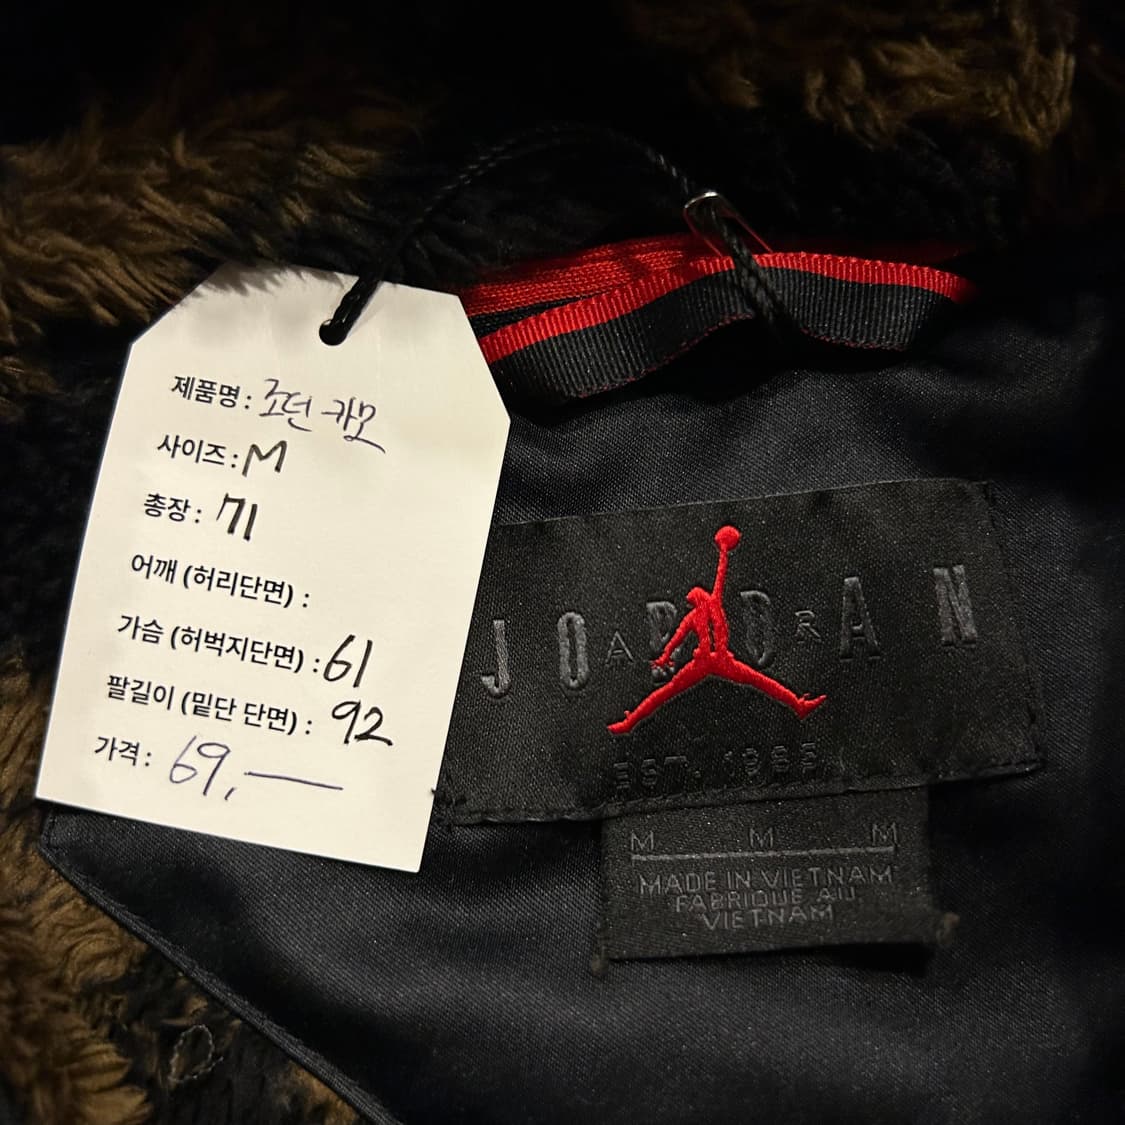 제품명 : 조던 카모
사이즈 : M
총장 : 71
어깨 (허리단면) :
가슴 (허벅지단면) : 61
팔길이 (밑단 단면) : 92
가격 : 69,—
JORDAN
AIR
EST. 1985
M M M
MADE IN VIETNAM
FABRIQUE AU
VIETNAM